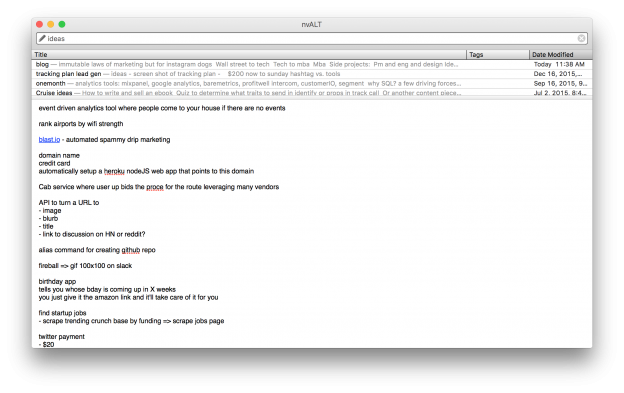 nvALT
ideas
Title Tags Date Modified
blog — immutable laws of marketing but for instagram dogs Wall street to tech Tech to mba Mba Side projects: Pm and eng and design Ide... Today 11:38 AM
tracking plan lead gen — ideas - screen shot of tracking plan - $200 now to sunday hashtag vs. tools Dec 16, 2015,...
onemonth — analytics tools: mixpanel, google analytics, baremetrics, profitwell intercom, customerIO, segment why SQL? a few driving forces... Sep 16, 2015, 9...
Cruise ideas — How to write and sell an ebook Quiz to determine what traits to send in identify or props in track call Or another content piece... Jul 2, 2015, 8:4...
event driven analytics tool where people come to your house if there are no events
rank airports by wifi strength
blast.io - automated spammy drip marketing
domain name
credit card
automatically setup a heroku nodeJS web app that points to this domain
Cab service where user up bids the proce for the route leveraging many vendors
API to turn a URL to
- image
- blurb
- title
- link to discussion on HN or reddit?
alias command for creating github repo
fireball => gif 100x100 on slack
birthday app
tells you whose bday is coming up in X weeks
you just give it the amazon link and it'll take care of it for you
find startup jobs
- scrape trending crunch base by funding => scrape jobs page
twitter payment
- $20